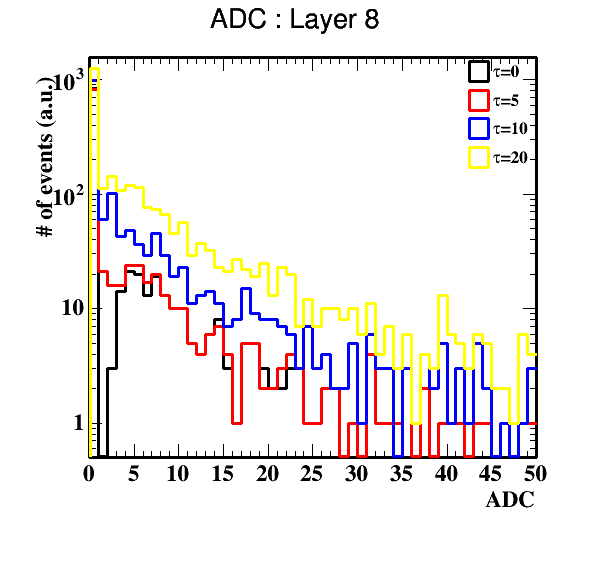 ADC : Layer 8
# of events (a.u.)
10³
10²
10
1
τ=0
τ=5
τ=10
τ=20
0 5 10 15 20 25 30 35 40 45 50
ADC